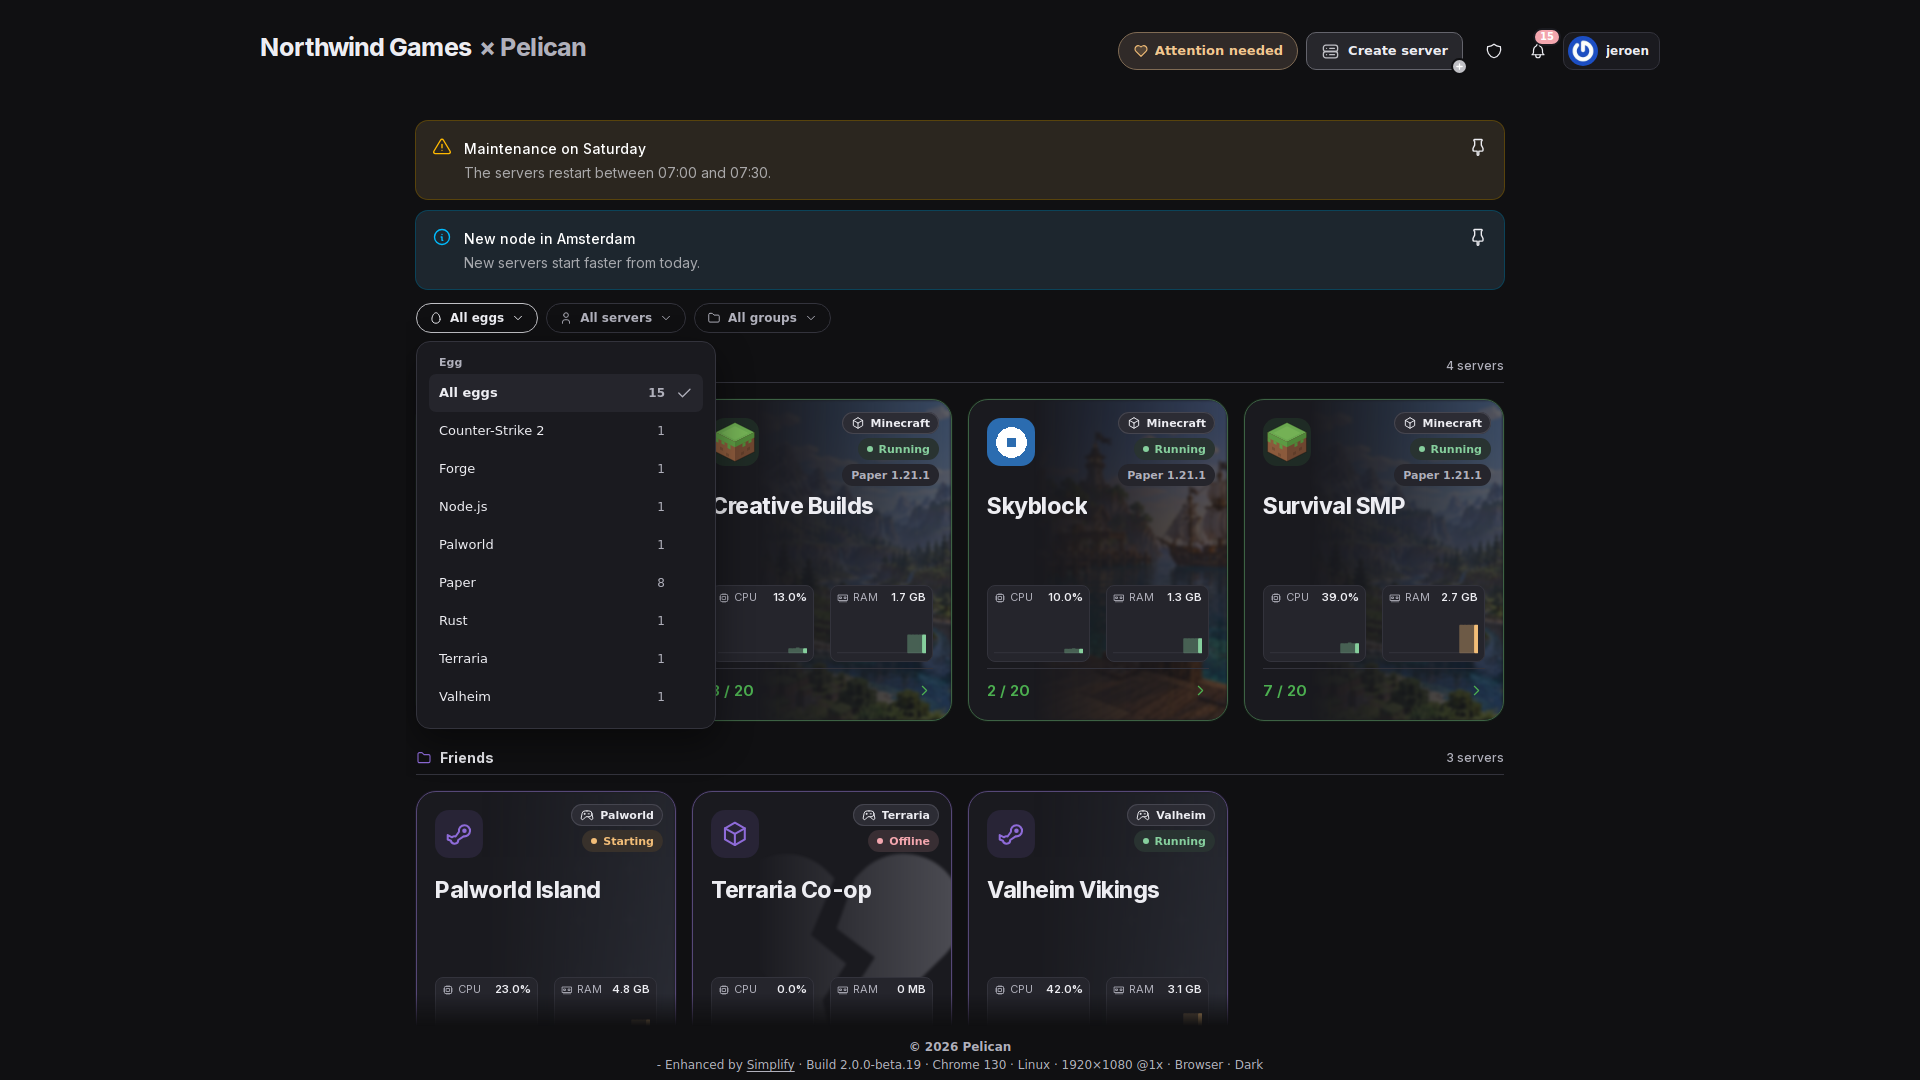 Northwind Games × Pelican
Attention needed
Create server
15
jeroen
Maintenance on Saturday
The servers restart between 07:00 and 07:30.
New node in Amsterdam
New servers start faster from today.
All eggs
All servers
All groups
4 servers
Egg
All eggs 15
Counter-Strike 2 1
Forge 1
Node.js 1
Palworld 1
Paper 8
Rust 1
Terraria 1
Valheim 1
Minecraft
Running
Paper 1.21.1
Creative Builds
CPU 13.0%
RAM 1.7 GB
/ 20
Minecraft
Running
Paper 1.21.1
Skyblock
CPU 10.0%
RAM 1.3 GB
2 / 20
Minecraft
Running
Paper 1.21.1
Survival SMP
CPU 39.0%
RAM 2.7 GB
7 / 20
Friends
3 servers
Palworld
Starting
Palworld Island
CPU 23.0%
RAM 4.8 GB
Terraria
Offline
Terraria Co-op
CPU 0.0%
RAM 0 MB
Valheim
Running
Valheim Vikings
CPU 42.0%
RAM 3.1 GB
© 2026 Pelican
- Enhanced by Simplify · Build 2.0.0-beta.19 · Chrome 130 · Linux · 1920×1080 @1x · Browser · Dark